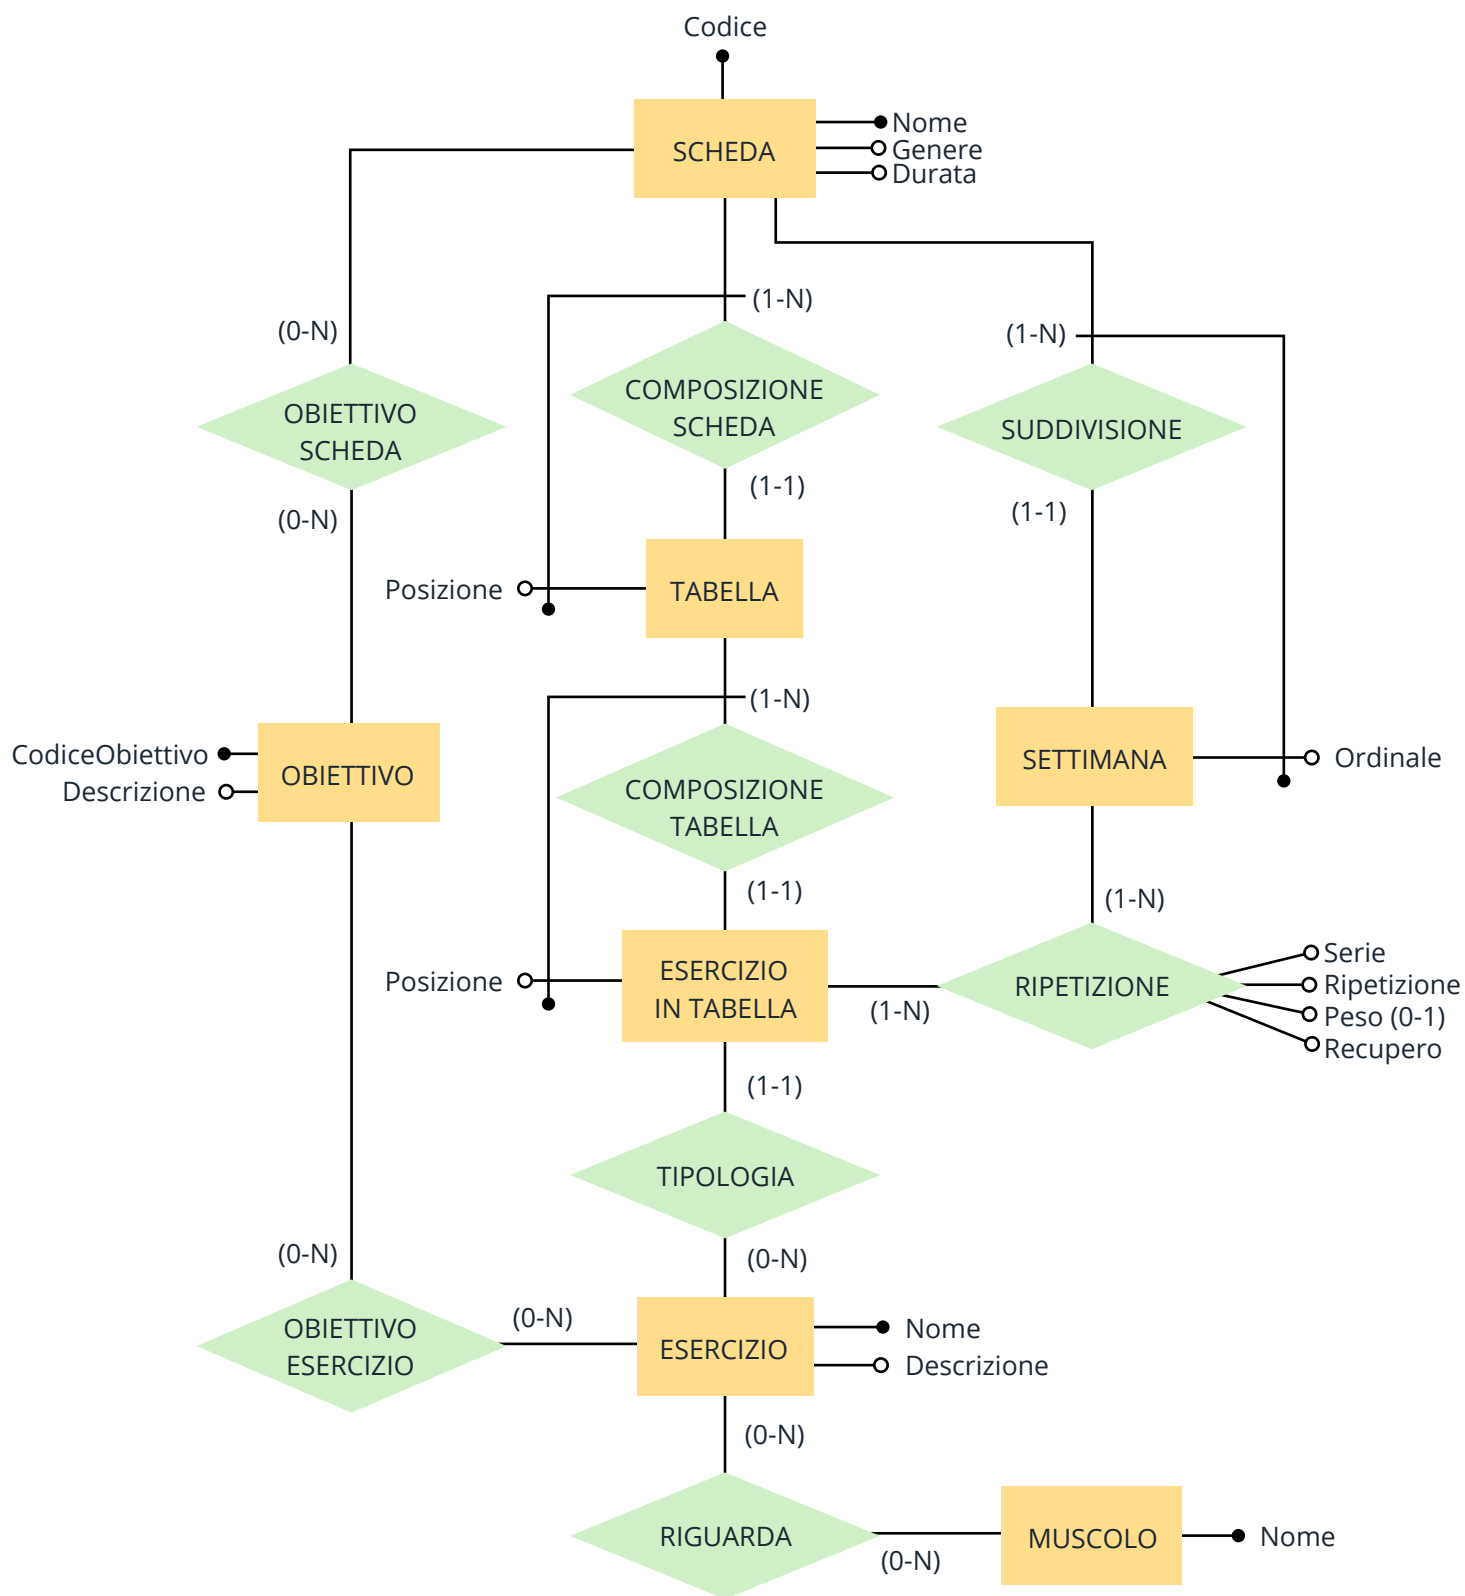 Codice
SCHEDA
Nome
Genere
Durata
(0-N)
(1-N)
(1-N)
OBIETTIVO
SCHEDA
COMPOSIZIONE
SCHEDA
SUDDIVISIONE
(0-N)
(1-1)
(1-1)
Posizione
TABELLA
(1-N)
CodiceObiettivo
Descrizione
OBIETTIVO
COMPOSIZIONE
TABELLA
SETTIMANA
Ordinale
(1-1)
(1-N)
Posizione
ESERCIZIO
IN TABELLA
(1-N)
RIPETIZIONE
Serie
Ripetizione
Peso (0-1)
Recupero
(1-1)
TIPOLOGIA
(0-N)
(0-N)
OBIETTIVO
ESERCIZIO
(0-N)
ESERCIZIO
Nome
Descrizione
(0-N)
RIGUARDA
(0-N)
MUSCOLO
Nome